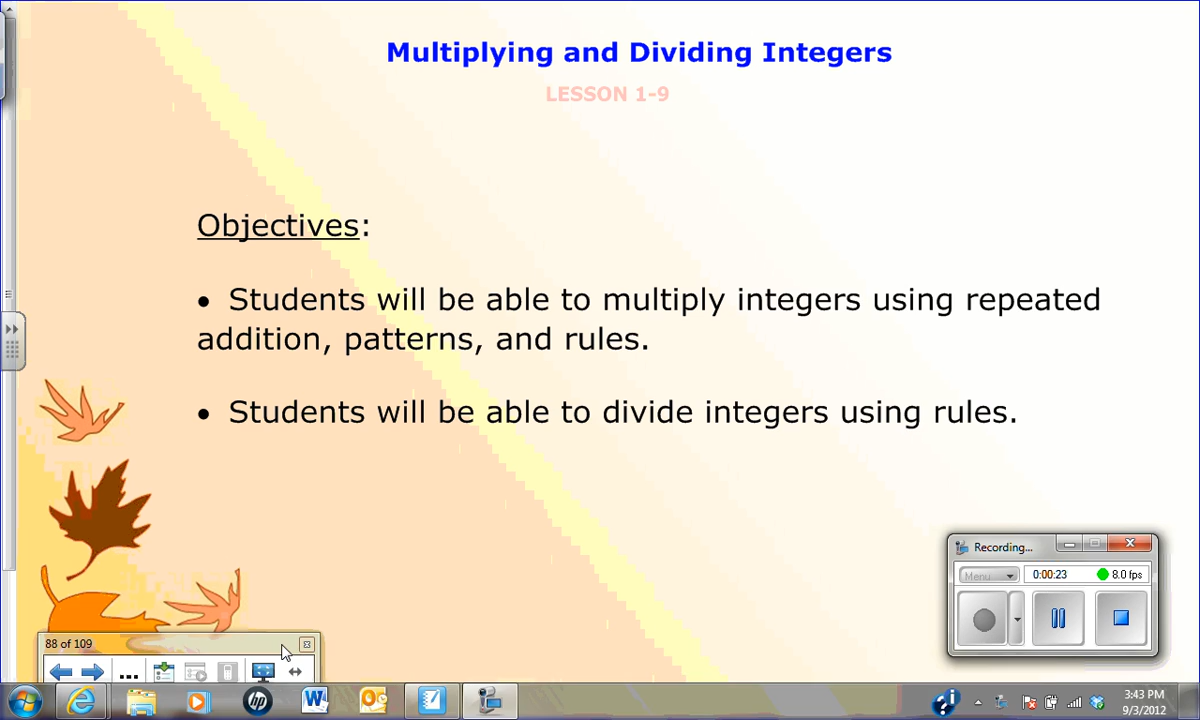 Multiplying and Dividing Integers
LESSON 1-9
Objectives:
• Students will be able to multiply integers using repeated
addition, patterns, and rules.
• Students will be able to divide integers using rules.
Recording...
Menu
0:00:23
8.0 fps
88 of 109
...
hp
W
3:43 PM
9/3/2012